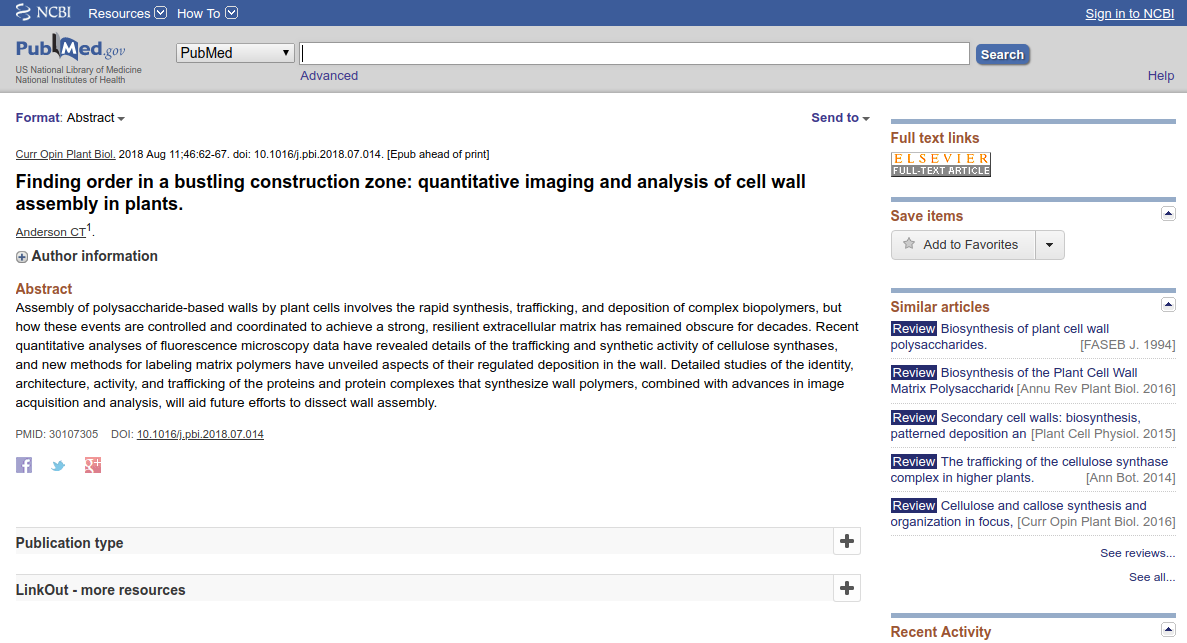 NCBI Resources How To Sign in to NCBI
PubMed.gov
US National Library of Medicine
National Institutes of Health
PubMed
Search
Advanced
Help
Format: Abstract
Send to
Curr Opin Plant Biol. 2018 Aug 11;46:62-67. doi: 10.1016/j.pbi.2018.07.014. [Epub ahead of print]
Finding order in a bustling construction zone: quantitative imaging and analysis of cell wall
assembly in plants.
Anderson CT1.
Author information
Abstract
Assembly of polysaccharide-based walls by plant cells involves the rapid synthesis, trafficking, and deposition of complex biopolymers, but
how these events are controlled and coordinated to achieve a strong, resilient extracellular matrix has remained obscure for decades. Recent
quantitative analyses of fluorescence microscopy data have revealed details of the trafficking and synthetic activity of cellulose synthases,
and new methods for labeling matrix polymers have unveiled aspects of their regulated deposition in the wall. Detailed studies of the identity,
architecture, activity, and trafficking of the proteins and protein complexes that synthesize wall polymers, combined with advances in image
acquisition and analysis, will aid future efforts to dissect wall assembly.
PMID: 30107305 DOI: 10.1016/j.pbi.2018.07.014
f
g+
Publication type
LinkOut - more resources
Full text links
ELSEVIER
FULL-TEXT ARTICLE
Save items
Add to Favorites
Similar articles
Review Biosynthesis of plant cell wall
polysaccharides. [FASEB J. 1994]
Review Biosynthesis of the Plant Cell Wall
Matrix Polysaccharide [Annu Rev Plant Biol. 2016]
Review Secondary cell walls: biosynthesis,
patterned deposition an [Plant Cell Physiol. 2015]
Review The trafficking of the cellulose synthase
complex in higher plants. [Ann Bot. 2014]
Review Cellulose and callose synthesis and
organization in focus, [Curr Opin Plant Biol. 2016]
See reviews...
See all...
Recent Activity